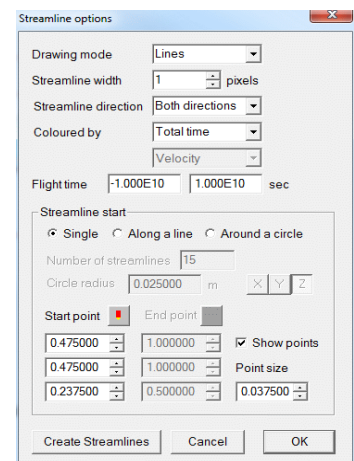 Streamline options
Drawing mode Lines
Streamline width 1 pixels
Streamline direction Both directions
Coloured by Total time
Velocity
Flight time -1.000E10 1.000E10 sec
Streamline start
Single Along a line Around a circle
Number of streamlines 15
Circle radius 0.025000 m X Y Z
Start point End point
0.475000 1.000000 Show points
0.475000 1.000000 Point size
0.237500 0.500000 0.037500
Create Streamlines Cancel OK